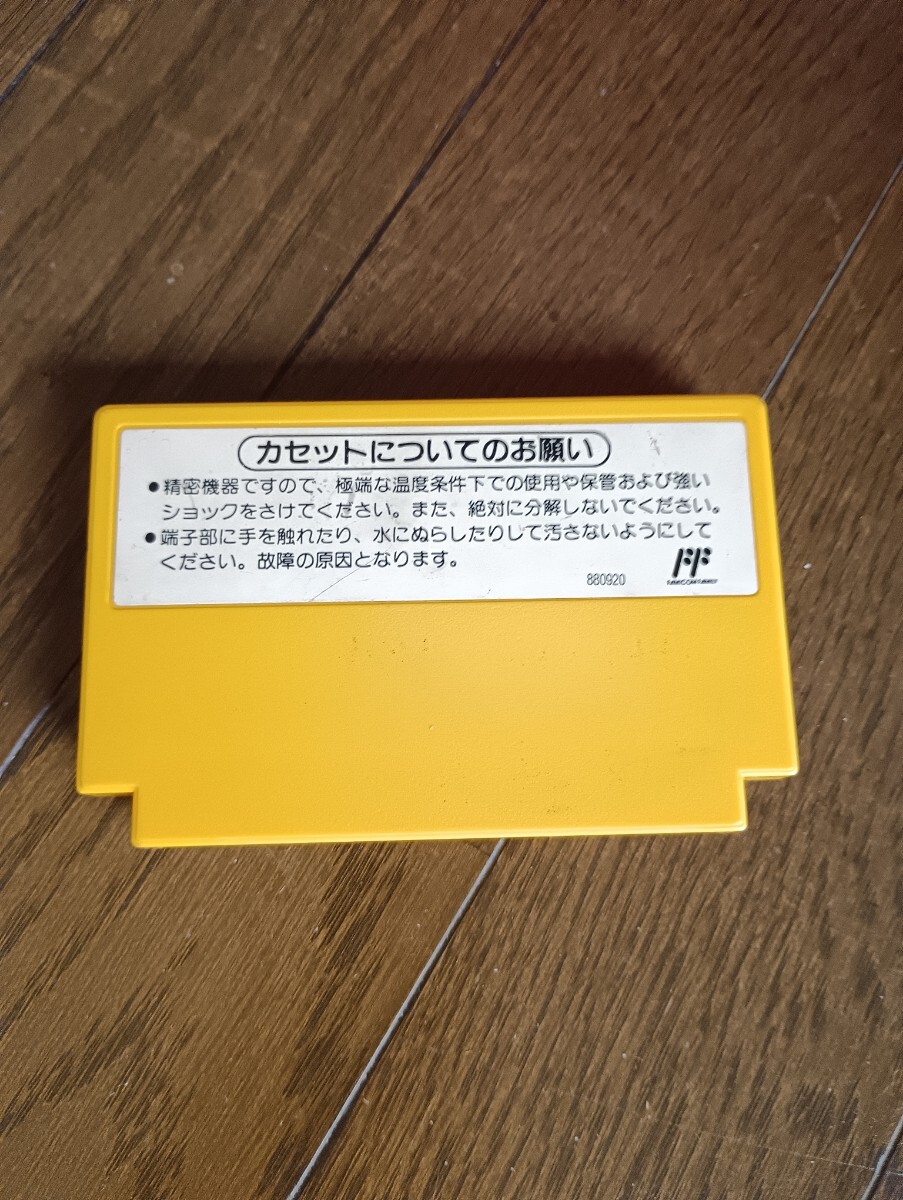 カセットについてのお願い
●精密機器ですので、極端な温度条件下での使用や保管および強い
ショックをさけてください。また、絶対に分解しないでください。
●端子部に手を触れたり、水にぬらしたりして汚さないようにして
ください。故障の原因となります。
880920
FAMICOM FAMILY